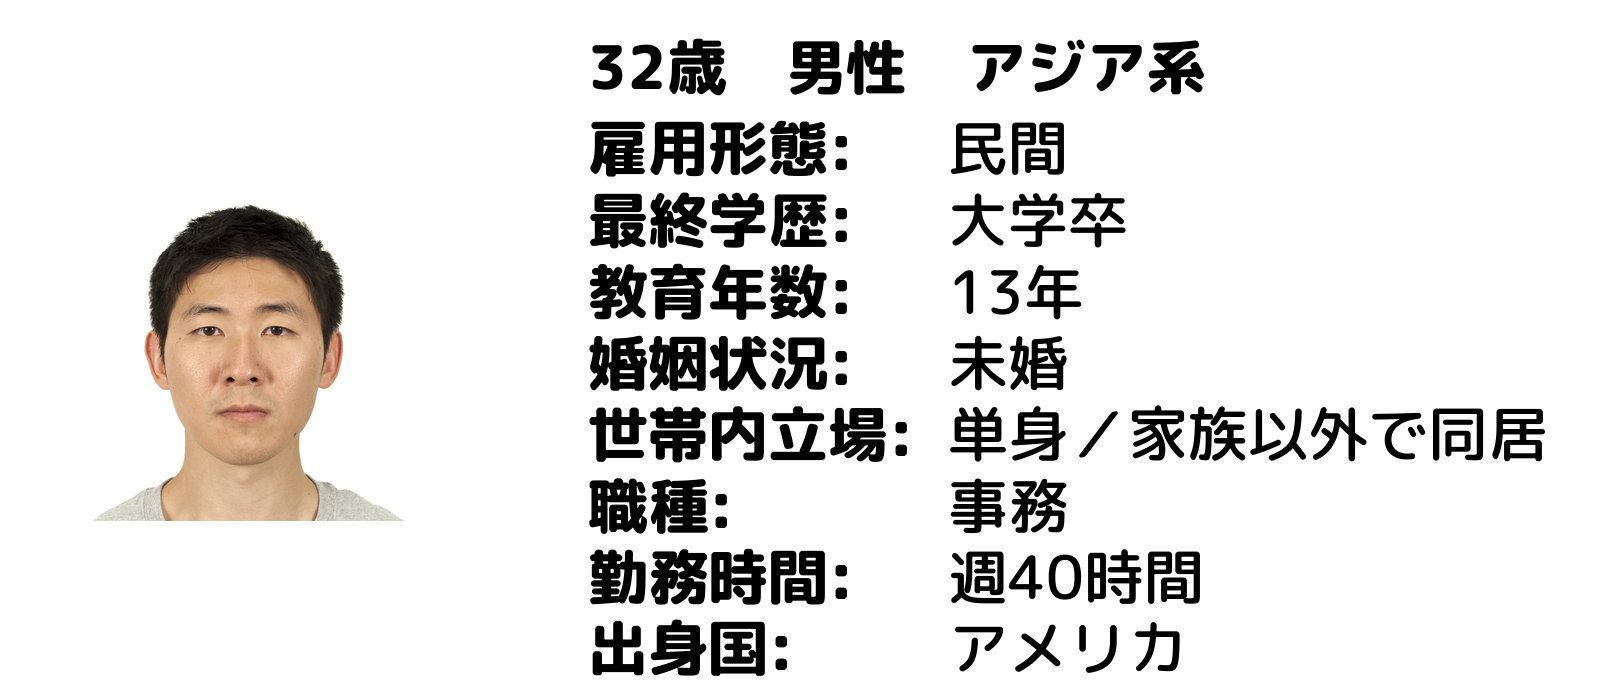 32歳　男性　アジア系
雇用形態:　民間
最終学歴:　大学卒
教育年数:　13年
婚姻状況:　未婚
世帯内立場:　単身／家族以外で同居
職種:　事務
勤務時間:　週40時間
出身国:　アメリカ